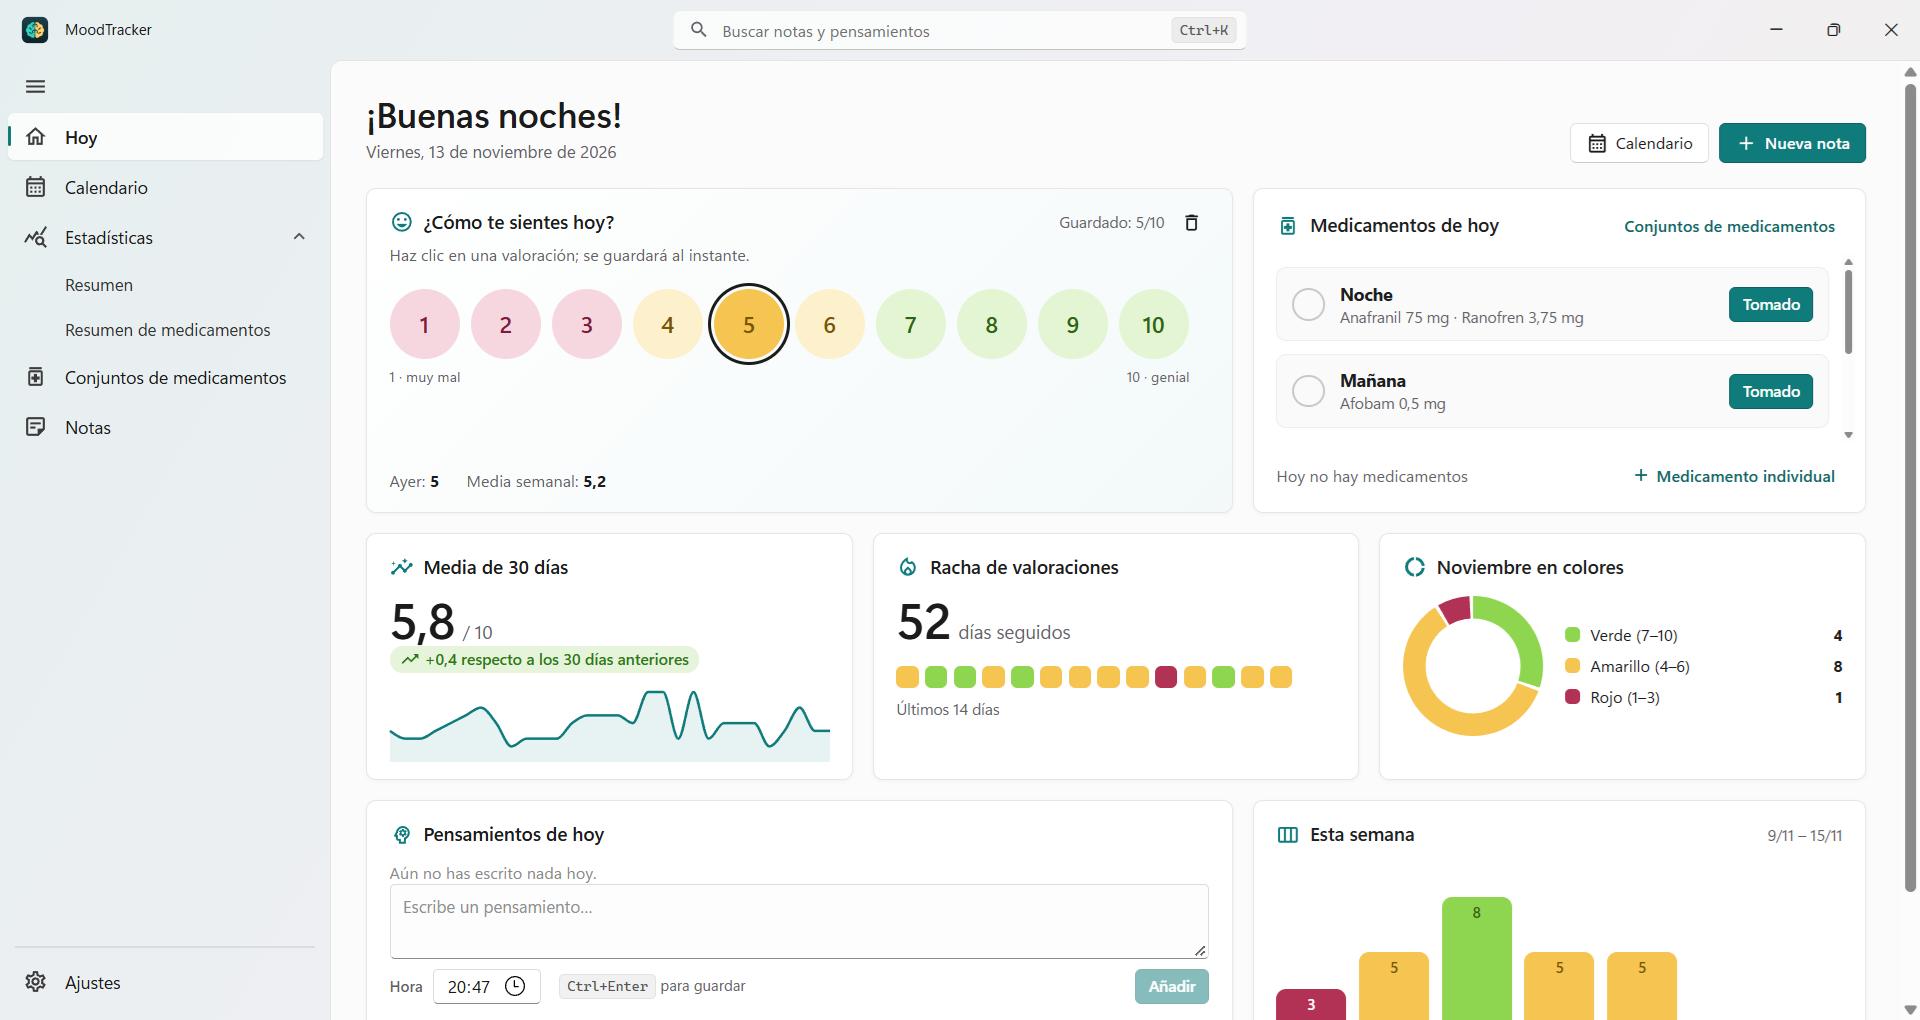 MoodTracker
Buscar notas y pensamientos
Ctrl+K
Hoy
Calendario
Estadísticas
Resumen
Resumen de medicamentos
Conjuntos de medicamentos
Notas
Ajustes
¡Buenas noches!
Viernes, 13 de noviembre de 2026
Calendario
Nueva nota
¿Cómo te sientes hoy?
Guardado: 5/10
Haz clic en una valoración; se guardará al instante.
1 2 3 4 5 6 7 8 9 10
1 · muy mal
10 · genial
Ayer: 5 Media semanal: 5,2
Medicamentos de hoy
Conjuntos de medicamentos
Noche
Anafranil 75 mg · Ranofren 3,75 mg
Tomado
Mañana
Afobam 0,5 mg
Tomado
Hoy no hay medicamentos
Medicamento individual
Media de 30 días
5,8 / 10
+0,4 respecto a los 30 días anteriores
Racha de valoraciones
52 días seguidos
Últimos 14 días
Noviembre en colores
Verde (7–10) 4
Amarillo (4–6) 8
Rojo (1–3) 1
Pensamientos de hoy
Aún no has escrito nada hoy.
Escribe un pensamiento...
Hora 20:47 Ctrl+Enter para guardar
Añadir
Esta semana
9/11 – 15/11
3 5 8 5 5